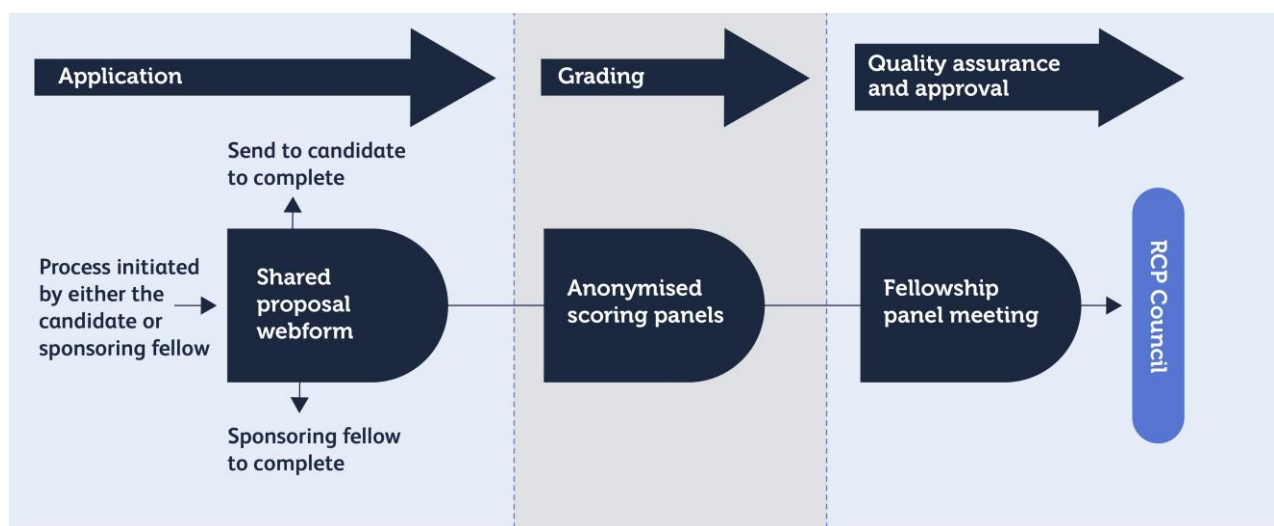 Application
Grading
Quality assurance
and approval
Send to candidate
to complete
Process initiated
by either the
candidate or
sponsoring fellow
Shared
proposal
webform
Sponsoring fellow
to complete
Anonymised
scoring panels
Fellowship
panel meeting
RCP Council